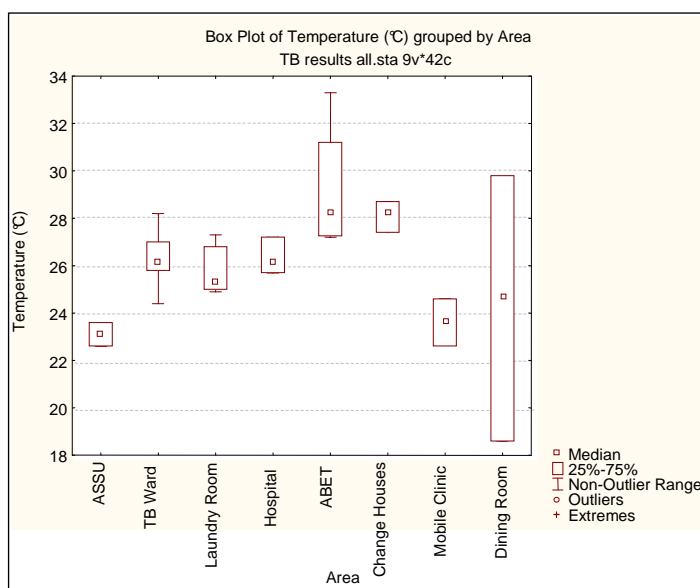 Box Plot of Temperature (°C) grouped by Area
TB results all.sta 9v*42c
34
32
30
28
26
24
22
20
18
Temperature (°C)
ASSU
TB Ward
Laundry Room
Hospital
ABET
Change Houses
Mobile Clinic
Dining Room
Area
Median
25%-75%
Non-Outlier Range
Outliers
Extremes